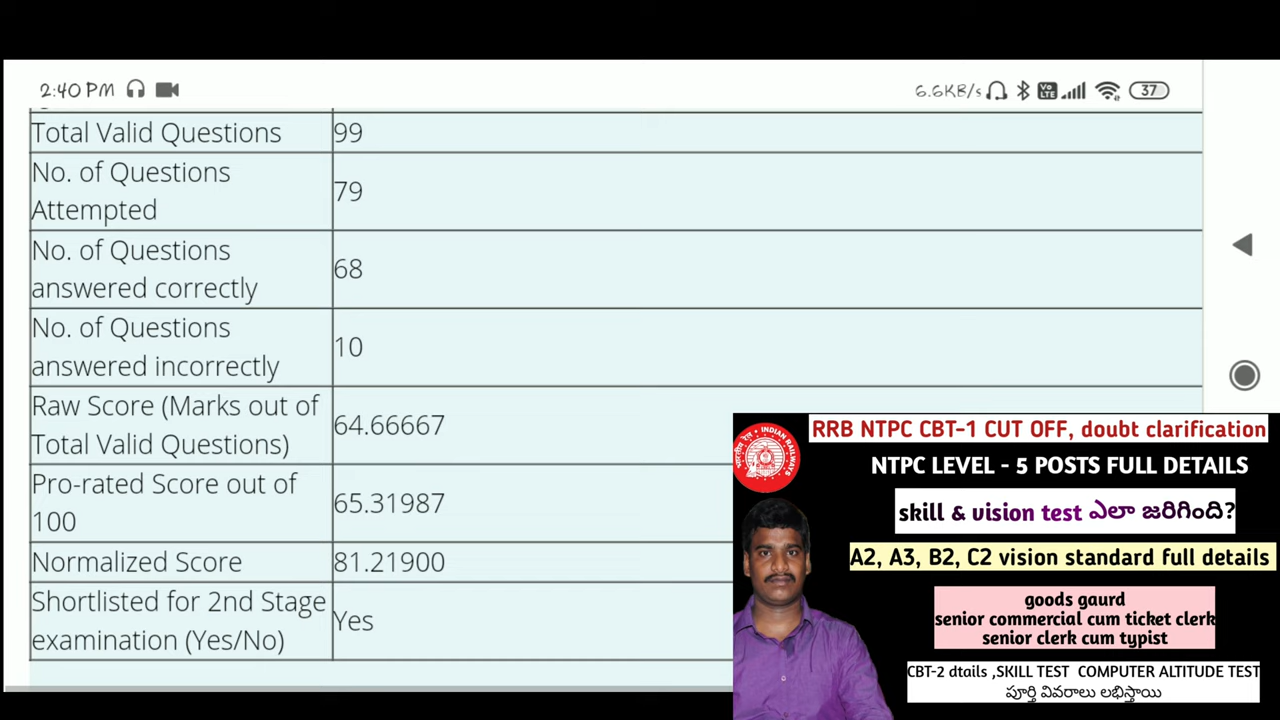 2:40 PM
6.6KB/s
Vo LTE
37
Total Valid Questions 99
No. of Questions
Attempted
79
No. of Questions
answered correctly
68
No. of Questions
answered incorrectly
10
Raw Score (Marks out of
Total Valid Questions)
64.66667
Pro-rated Score out of
100
65.31987
Normalized Score 81.21900
Shortlisted for 2nd Stage
examination (Yes/No)
Yes
INDIAN RAILWAYS
RRB NTPC CBT-1 CUT OFF, doubt clarification
NTPC LEVEL - 5 POSTS FULL DETAILS
skill & vision test ఎలా జరిగింది?
A2, A3, B2, C2 vision standard full details
goods gaurd
senior commercial cum ticket clerk
senior clerk cum typist
CBT-2 dtails ,SKILL TEST COMPUTER ALTITUDE TEST
పూర్తి వివరాలు లభిస్తాయి